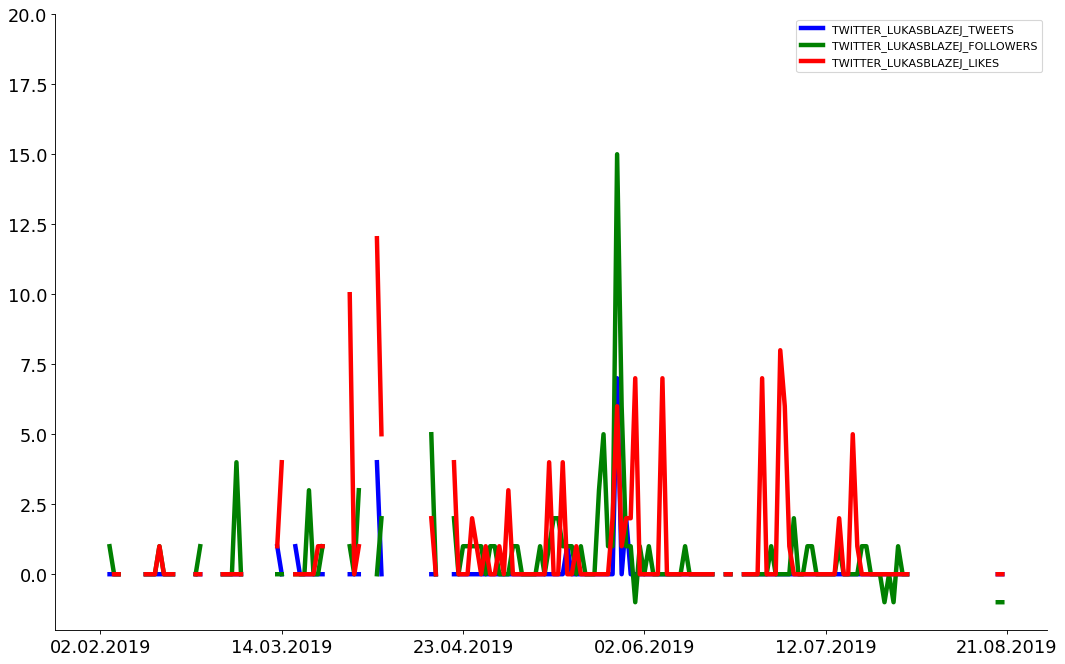 20.0
17.5
15.0
12.5
10.0
7.5
5.0
2.5
0.0
TWITTER_LUKASBLAZEJ_TWEETS
TWITTER_LUKASBLAZEJ_FOLLOWERS
TWITTER_LUKASBLAZEJ_LIKES
02.02.2019 14.03.2019 23.04.2019 02.06.2019 12.07.2019 21.08.2019